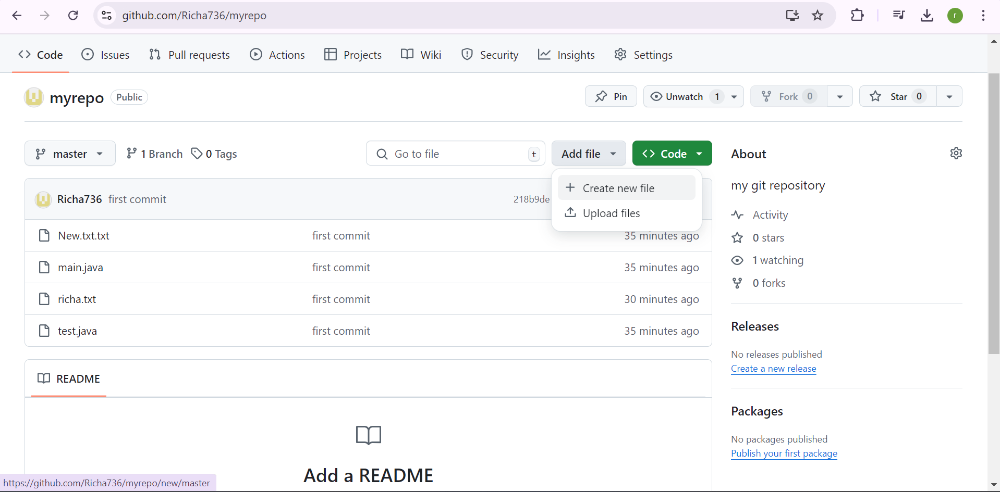 github.com/Richa736/myrepo
r
Code Issues Pull requests Actions Projects Wiki Security Insights Settings
myrepo Public Pin Unwatch 1 Fork 0 Star 0
master 1 Branch 0 Tags Go to file t Add file Code
Create new file
Upload files
Richa736 first commit 218b9de
New.txt.txt first commit 35 minutes ago
main.java first commit 35 minutes ago
richa.txt first commit 30 minutes ago
test.java first commit 35 minutes ago
README
Add a README
About
my git repository
Activity
0 stars
1 watching
0 forks
Releases
No releases published
Create a new release
Packages
No packages published
Publish your first package
https://github.com/Richa736/myrepo/new/master